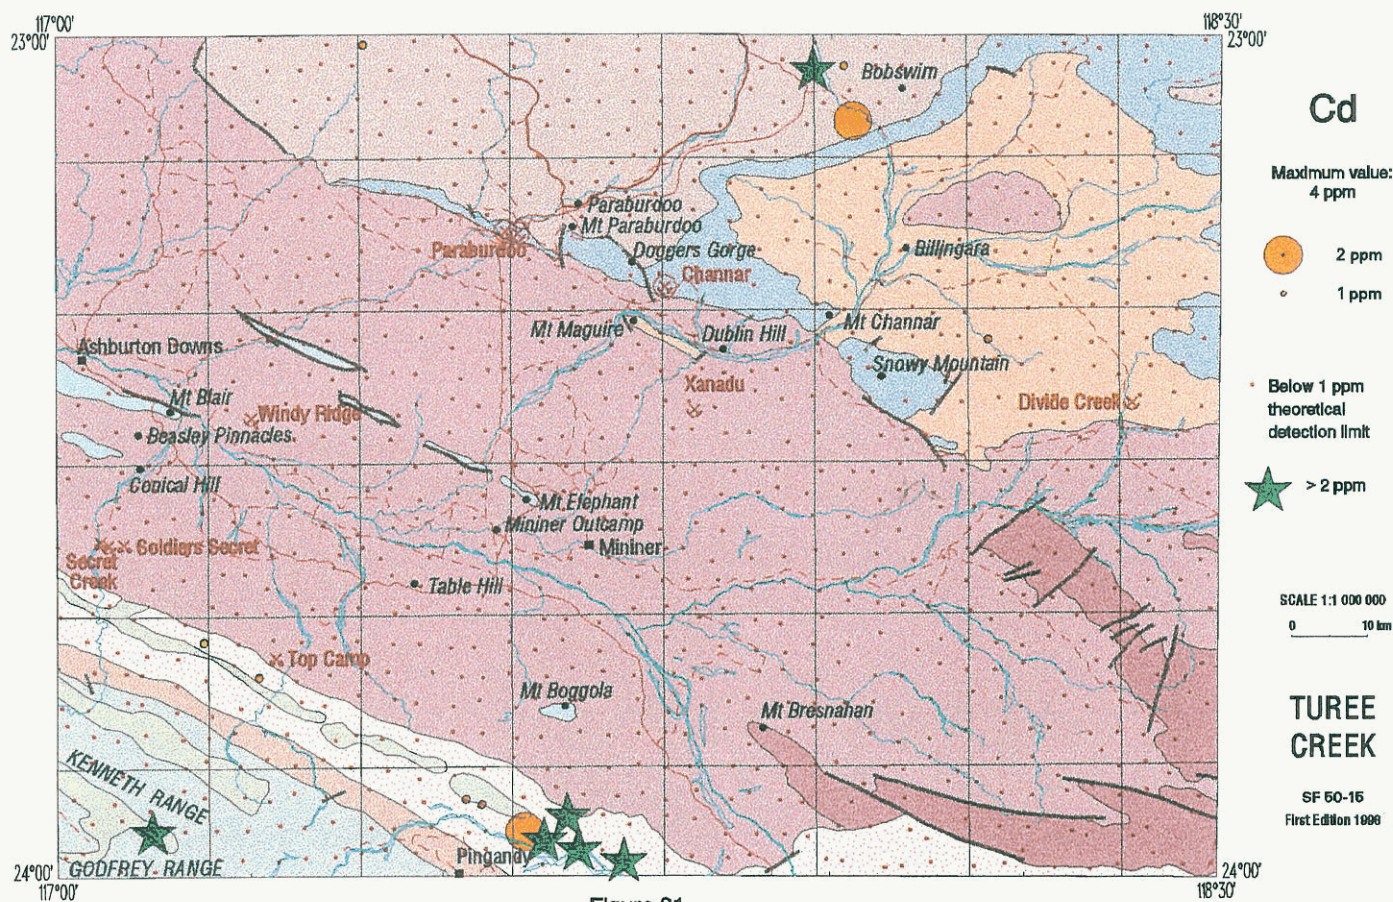 117°00'
118°30'
23°00'
23°00'
Cd
Bobswim
Maximum value:
4 ppm
Paraburdoo
Mt Paraburdoo
Paraburdoo
Doggers Gorge
Billingara
Channar
2 ppm
1 ppm
Mt Maguire
Dublin Hill
Mt Channar
Ashburton Downs
Snowy Mountain
Xanadu
Below 1 ppm
theoretical
detection limit
Mt Blair
Windy Ridge
Divide Creek
Beasley Pinnacles
Conical Hill
> 2 ppm
Mt Elephant
Mininer Outcamp
Mininer
Soldiers Secret
Secret
Creek
Table Hill
SCALE 1:1 000 000
0 10 km
Top Camp
Mt Boggola
Mt Bresnahan
TUREE
CREEK
KENNETH RANGE
SF 50-15
First Edition 1998
Pingandy
GODFREY RANGE
24°00'
24°00'
117°00'
118°30'